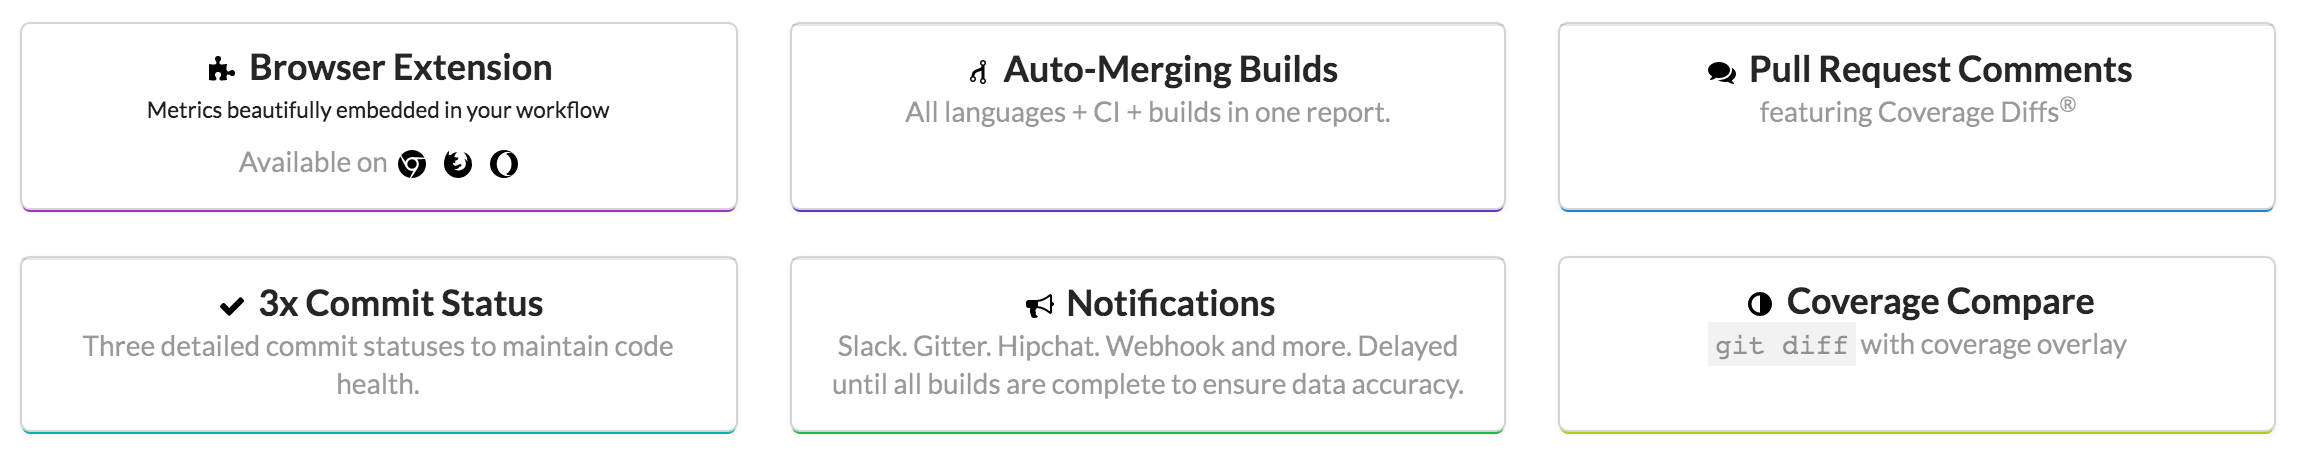 Browser Extension
Metrics beautifully embedded in your workflow
Available on
Auto-Merging Builds
All languages + CI + builds in one report.
Pull Request Comments
featuring Coverage Diffs®
3x Commit Status
Three detailed commit statuses to maintain code
health.
Notifications
Slack. Gitter. Hipchat. Webhook and more. Delayed
until all builds are complete to ensure data accuracy.
Coverage Compare
git diff with coverage overlay